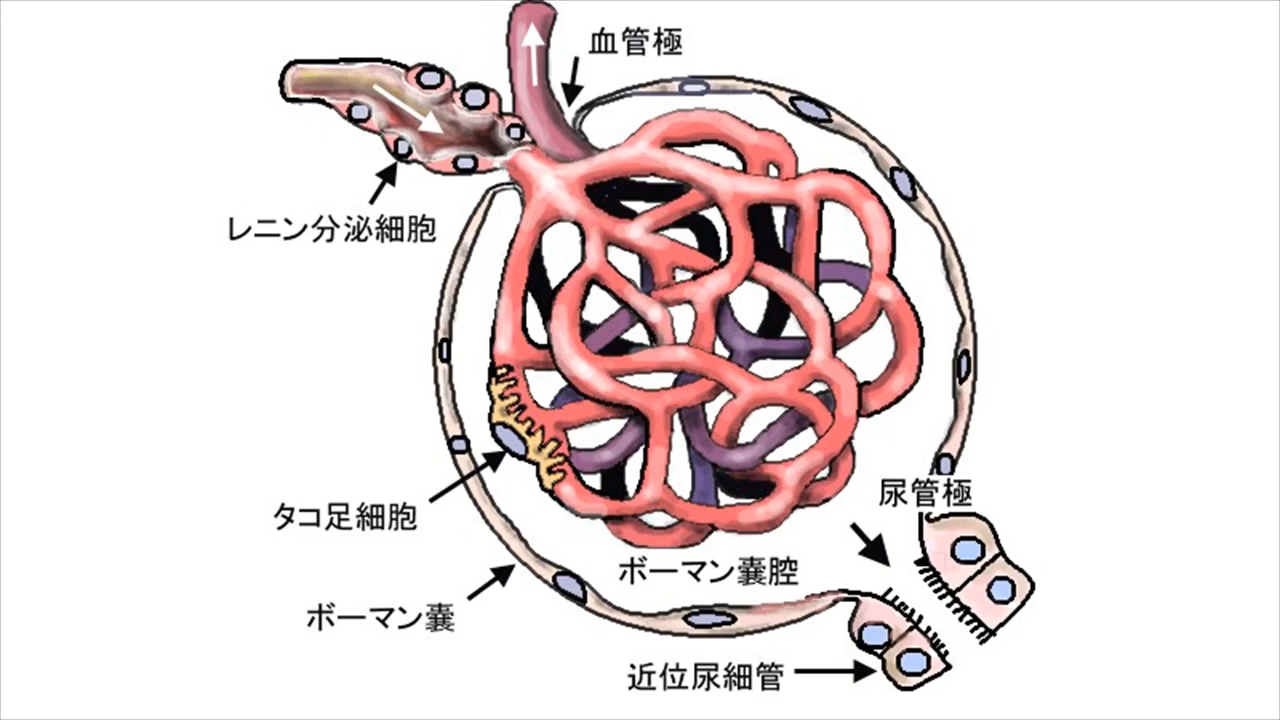 血管極
レニン分泌細胞
尿管極
タコ足細胞
ボーマン嚢腔
ボーマン嚢
近位尿細管